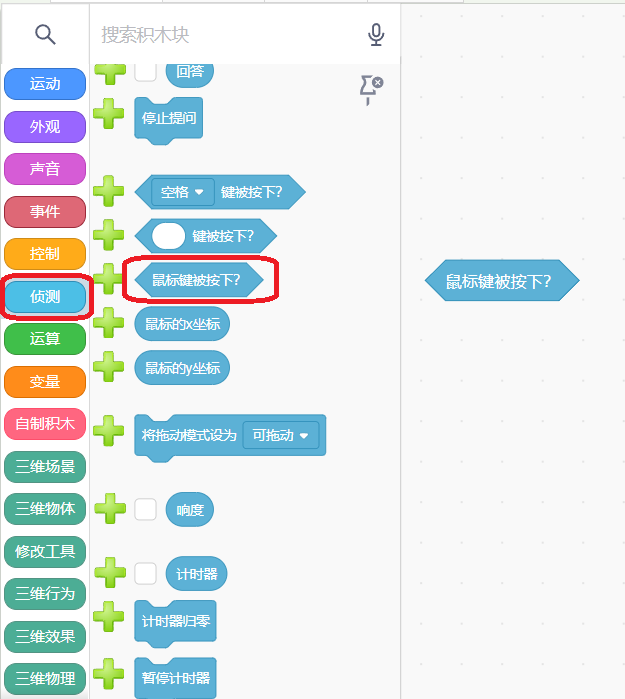 搜索积木块
运动
外观
声音
事件
控制
侦测
运算
变量
自制积木
三维场景
三维物体
修改工具
三维行为
三维效果
三维物理
回答
停止提问
空格 键被按下?
键被按下?
鼠标键被按下?
鼠标的x坐标
鼠标的y坐标
将拖动模式设为 可拖动
响度
计时器
计时器归零
暂停计时器
鼠标键被按下?